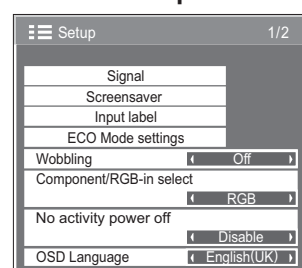 Setup 1/2
Signal
Screensaver
Input label
ECO Mode settings
Wobbling Off
Component/RGB-in select
RGB
No activity power off
Disable
OSD Language English(UK)